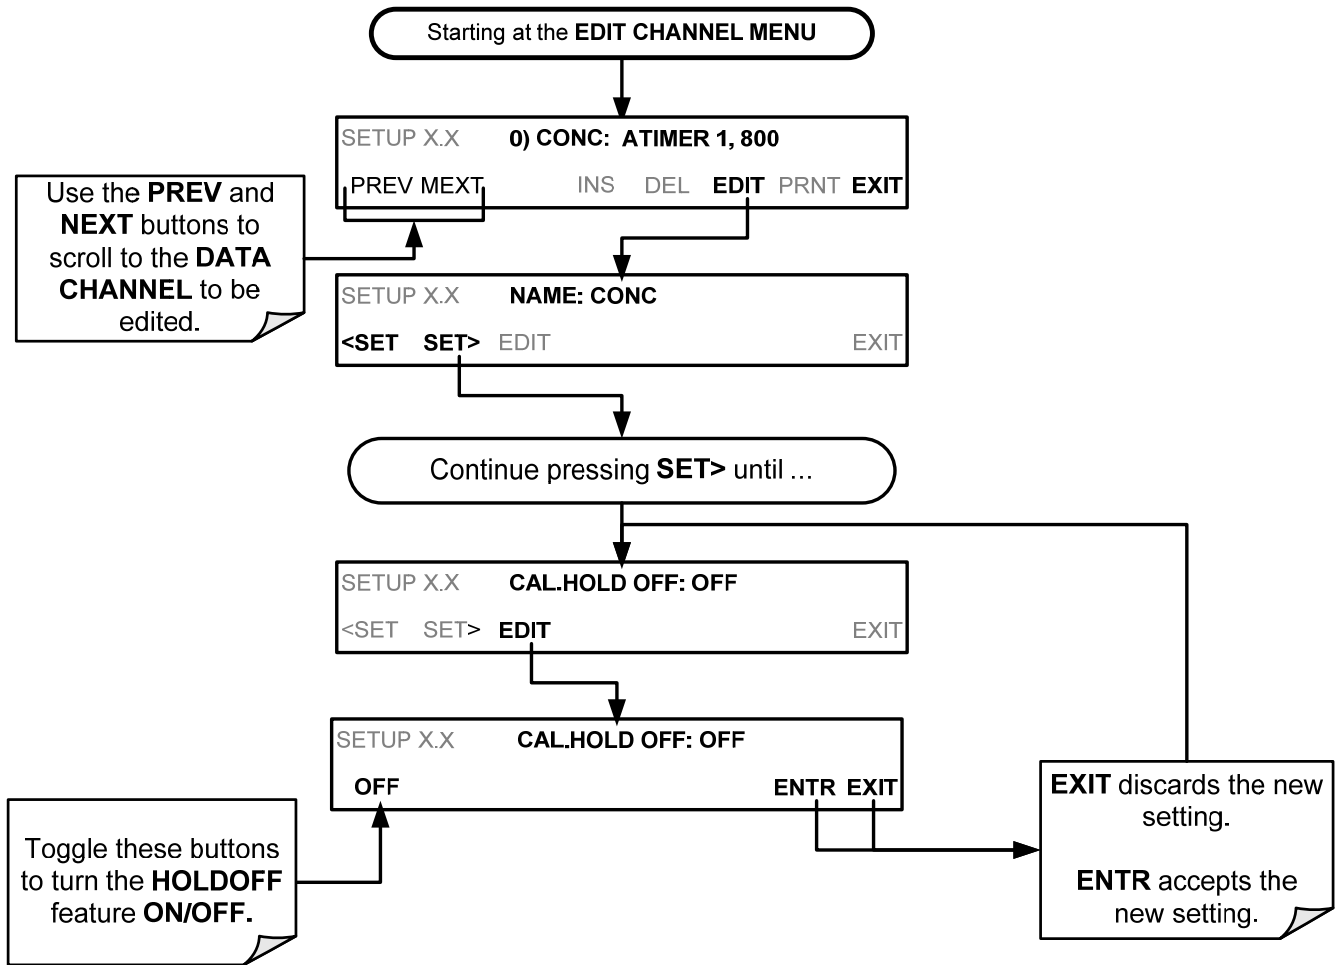 Starting at the EDIT CHANNEL MENU
SETUP X.X 0) CONC: ATIMER 1, 800
PREV MEXT INS DEL EDIT PRNT EXIT
Use the PREV and
NEXT buttons to
scroll to the DATA
CHANNEL to be
edited.
SETUP X.X NAME: CONC
<SET SET> EDIT EXIT
Continue pressing SET> until ...
SETUP X.X CAL.HOLD OFF: OFF
<SET SET> EDIT EXIT
SETUP X.X CAL.HOLD OFF: OFF
OFF ENTR EXIT
Toggle these buttons
to turn the HOLDOFF
feature ON/OFF.
EXIT discards the new
setting.
ENTR accepts the
new setting.